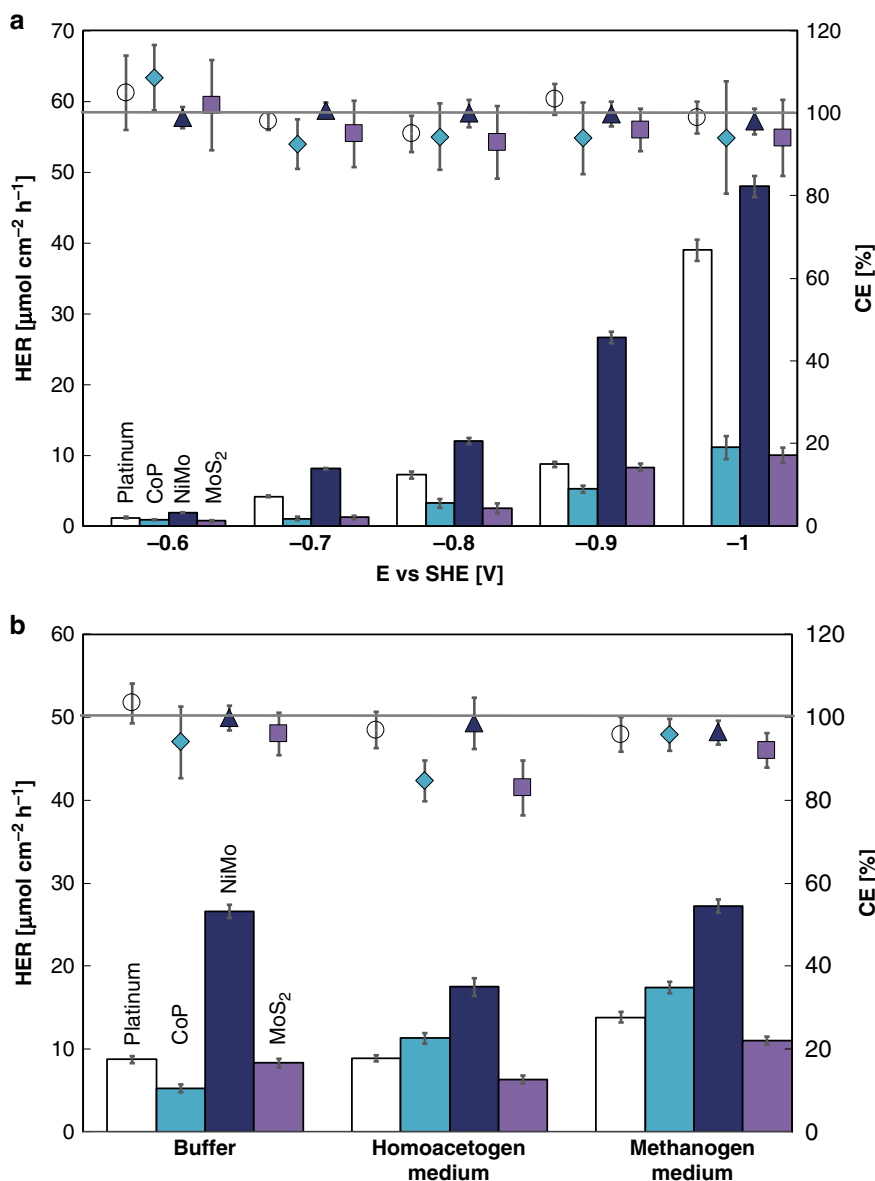 a
70
60
50
40
30
20
10
0
HER [μmol cm⁻² h⁻¹]
120
100
80
60
40
20
0
CE [%]
Platinum
CoP
NiMo
MoS₂
−0.6 −0.7 −0.8 −0.9 −1
E vs SHE [V]
b
60
50
40
30
20
10
0
HER [μmol cm⁻² h⁻¹]
120
100
80
60
40
20
0
CE [%]
Platinum
CoP
NiMo
MoS₂
Buffer Homoacetogen Methanogen
medium medium